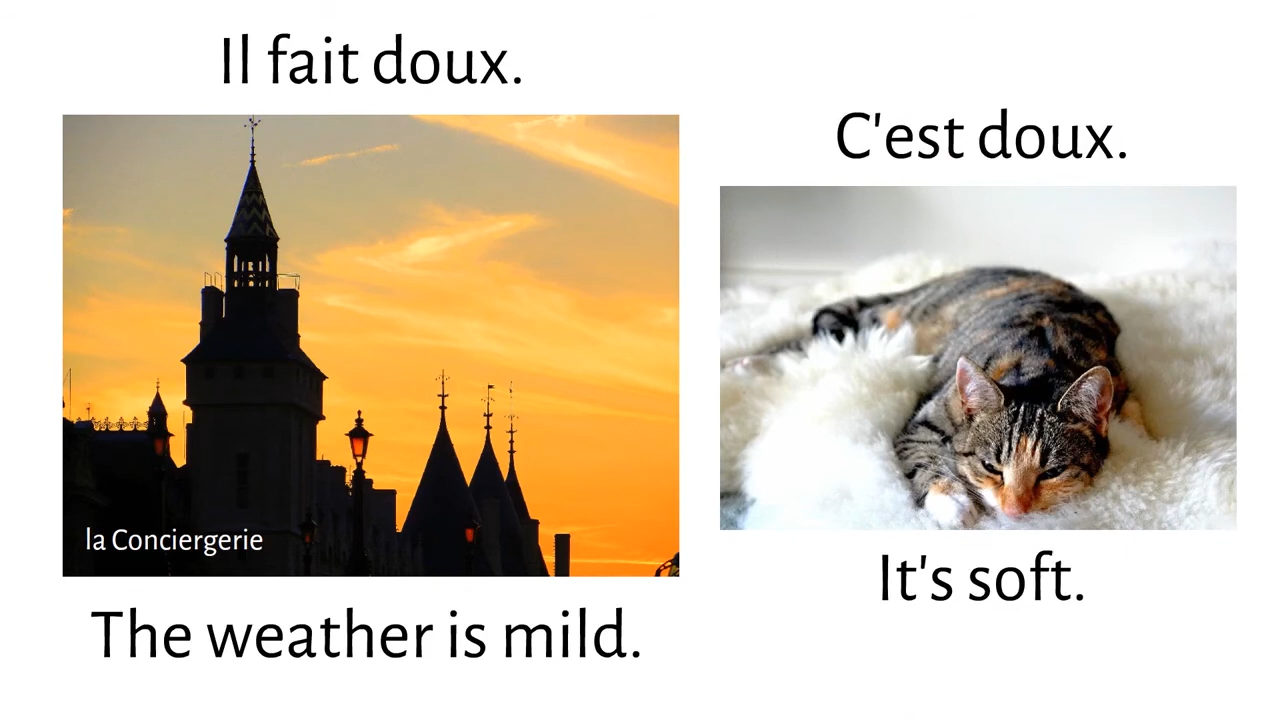 Il fait doux.
la Conciergerie
The weather is mild.
C'est doux.
It's soft.